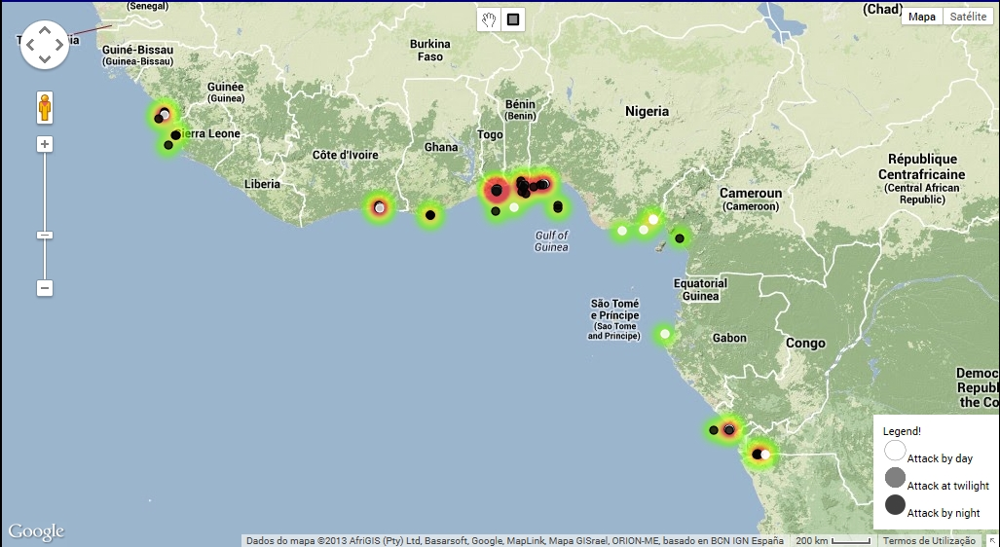 (Senegal)
(Chad)
Mapa
Satélite
Guiné-Bissau
(Guinea-Bissau)
Burkina
Faso
Guinée
(Guinea)
Bénin
(Benin)
Nigeria
Togo
Sierra Leone
Ghana
Côte d'Ivoire
République
Centrafricaine
(Central African
Republic)
Liberia
Cameroun
(Cameroon)
Gulf of
Guinea
Equatorial
Guinea
São Tomé
e Príncipe
(Sao Tome
and Principe)
Gabon
Congo
Democ
Republ
the Co
Legend!
Attack by day
Attack at twilight
Attack by night
Google
Dados do mapa ©2013 AfriGIS (Pty) Ltd, Basarsoft, Google, MapLink, Mapa GISrael, ORION-ME, basado en BCN IGN España
200 km
Termos de Utilização